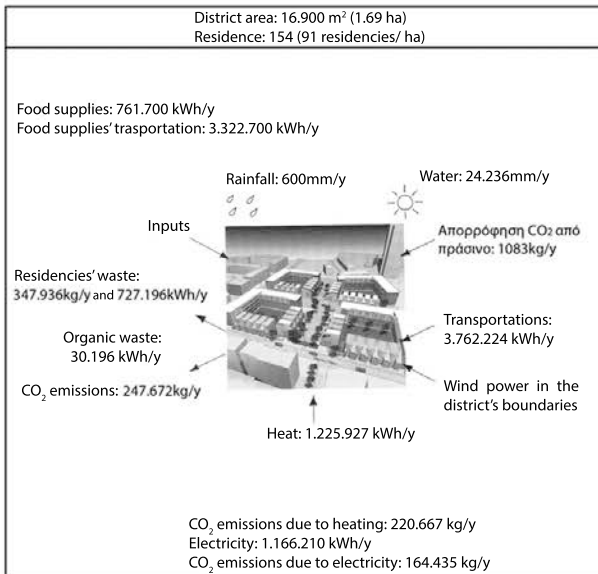 District area: 16.900 m² (1.69 ha)
Residence: 154 (91 residencies/ ha)
Food supplies: 761.700 kWh/y
Food supplies' trasportation: 3.322.700 kWh/y
Rainfall: 600mm/y
Water: 24.236mm/y
Inputs
Απορρόφηση CO2 από
πράσινο: 1083kg/y
Residencies' waste:
347.936kg/y and 727.196kWh/y
Transportations:
3.762.224 kWh/y
Organic waste:
30.196 kWh/y
CO₂ emissions: 247.672kg/y
Wind power in the
district's boundaries
Heat: 1.225.927 kWh/y
CO₂ emissions due to heating: 220.667 kg/y
Electricity: 1.166.210 kWh/y
CO₂ emissions due to electricity: 164.435 kg/y